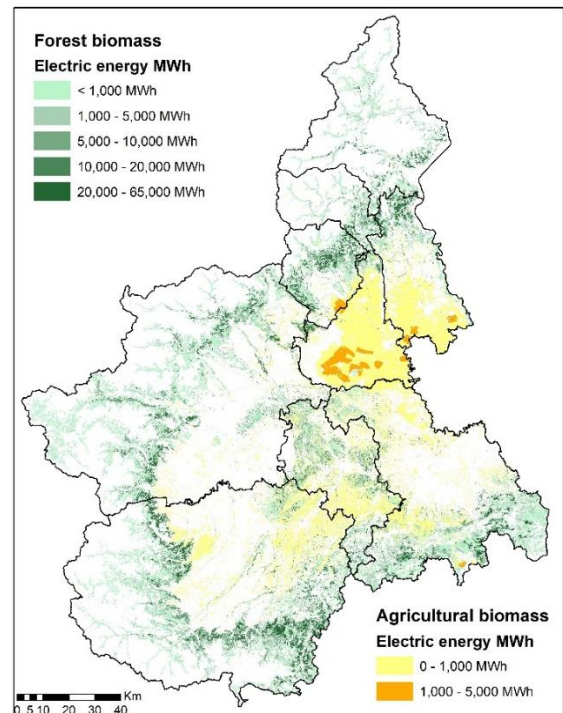 Forest biomass
Electric energy MWh
< 1,000 MWh
1,000 - 5,000 MWh
5,000 - 10,000 MWh
10,000 - 20,000 MWh
20,000 - 65,000 MWh
Agricultural biomass
Electric energy MWh
0 - 1,000 MWh
1,000 - 5,000 MWh
Km
0 5 10 20 30 40